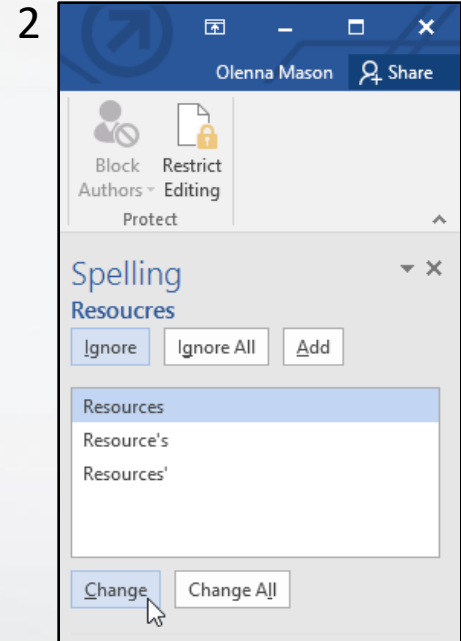 2
Olenna Mason Share
Block Restrict
Authors Editing
Protect
Spelling
Resoucres
Ignore Ignore All Add
Resources
Resource's
Resources'
Change Change All